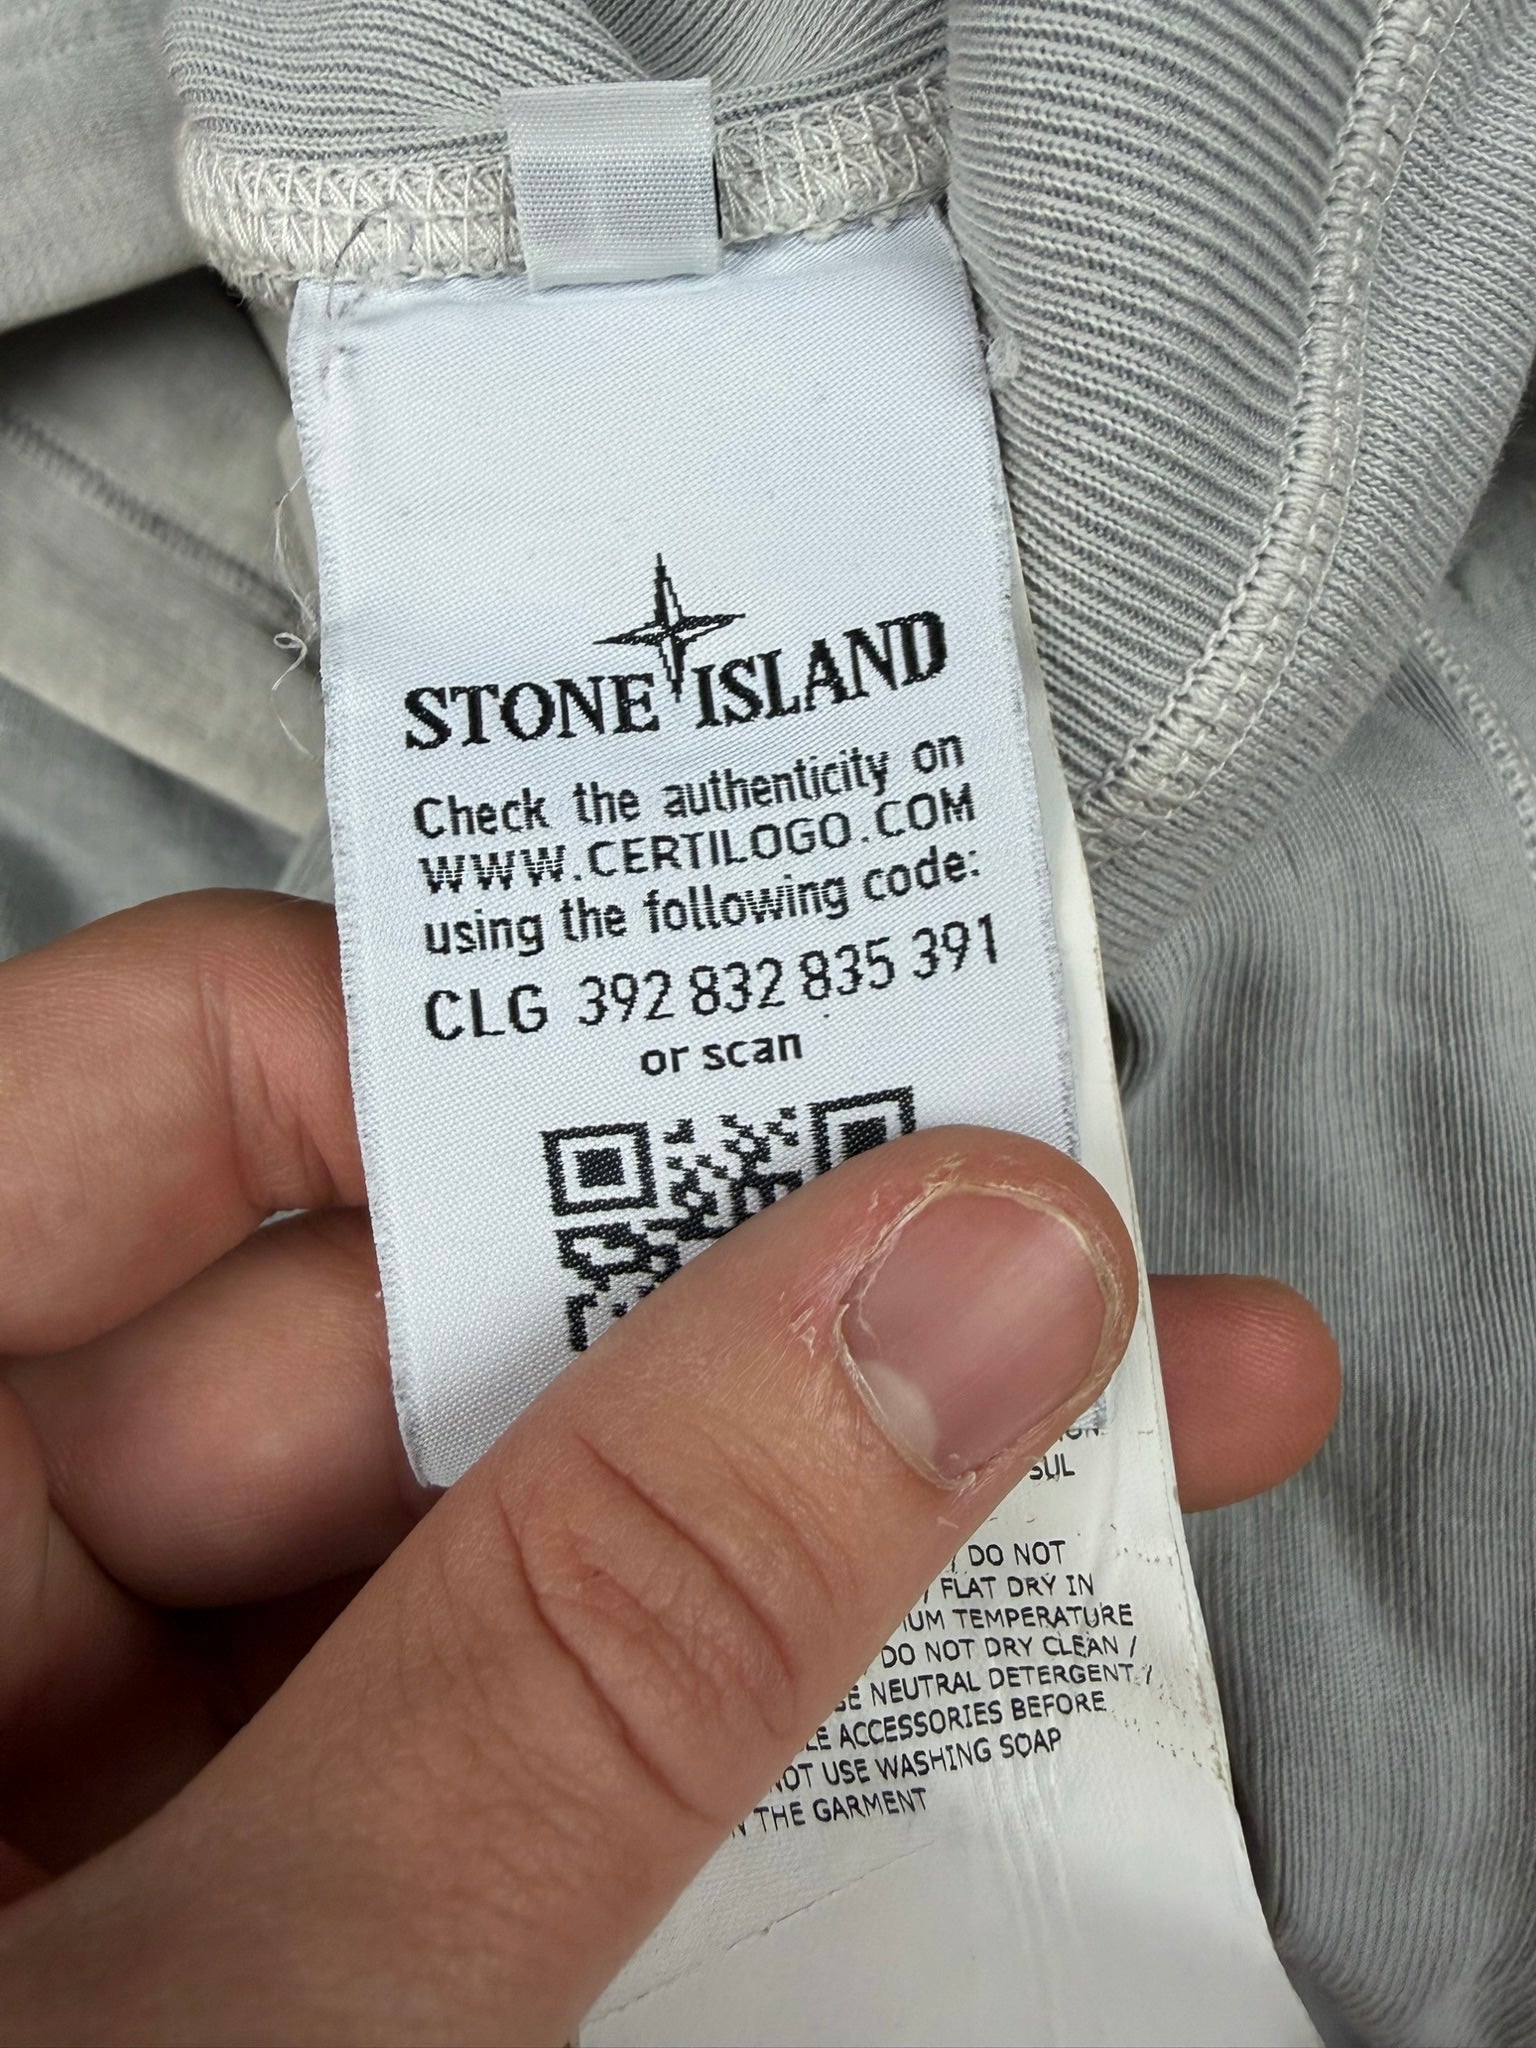 STONE ISLAND
Check the authenticity on
WWW.CERTILOGO.COM
using the following code:
CLG 392 832 835 391
or scan
SUL
DO NOT
/ FLAT DRY IN
TEMPERATURE
DO NOT DRY CLEAN /
NEUTRAL DETERGENT /
ACCESSORIES BEFORE
USE WASHING SOAP
THE GARMENT